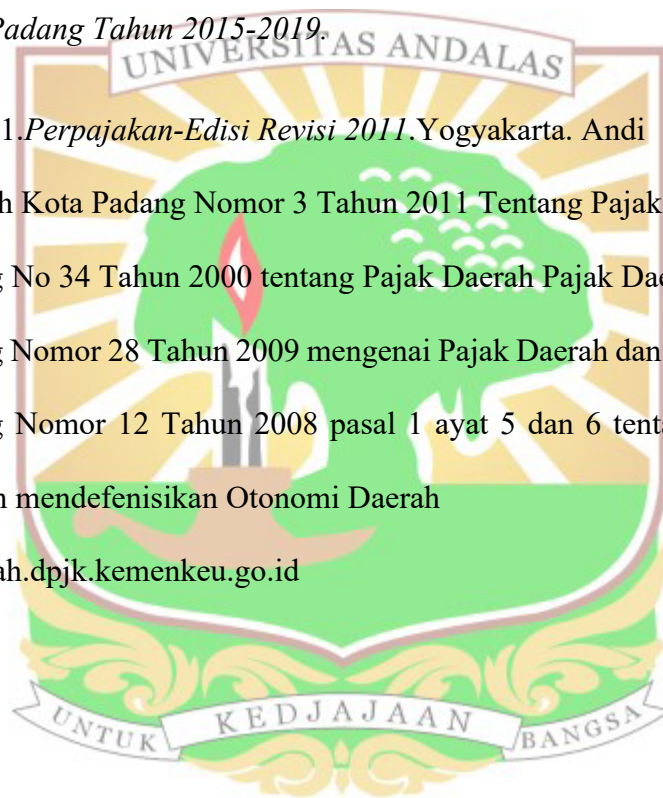 Padang Tahun 2015-2019.
UNIVERSITAS ANDALAS
1.Perpajakan-Edisi Revisi 2011.Yogyakarta. Andi
h Kota Padang Nomor 3 Tahun 2011 Tentang Pajak
g No 34 Tahun 2000 tentang Pajak Daerah Pajak Dae
g Nomor 28 Tahun 2009 mengenai Pajak Daerah dan
g Nomor 12 Tahun 2008 pasal 1 ayat 5 dan 6 tenta
n mendefenisikan Otonomi Daerah
ah.dpjk.kemenkeu.go.id
UNTUK KEDJAJAAN BANGSA